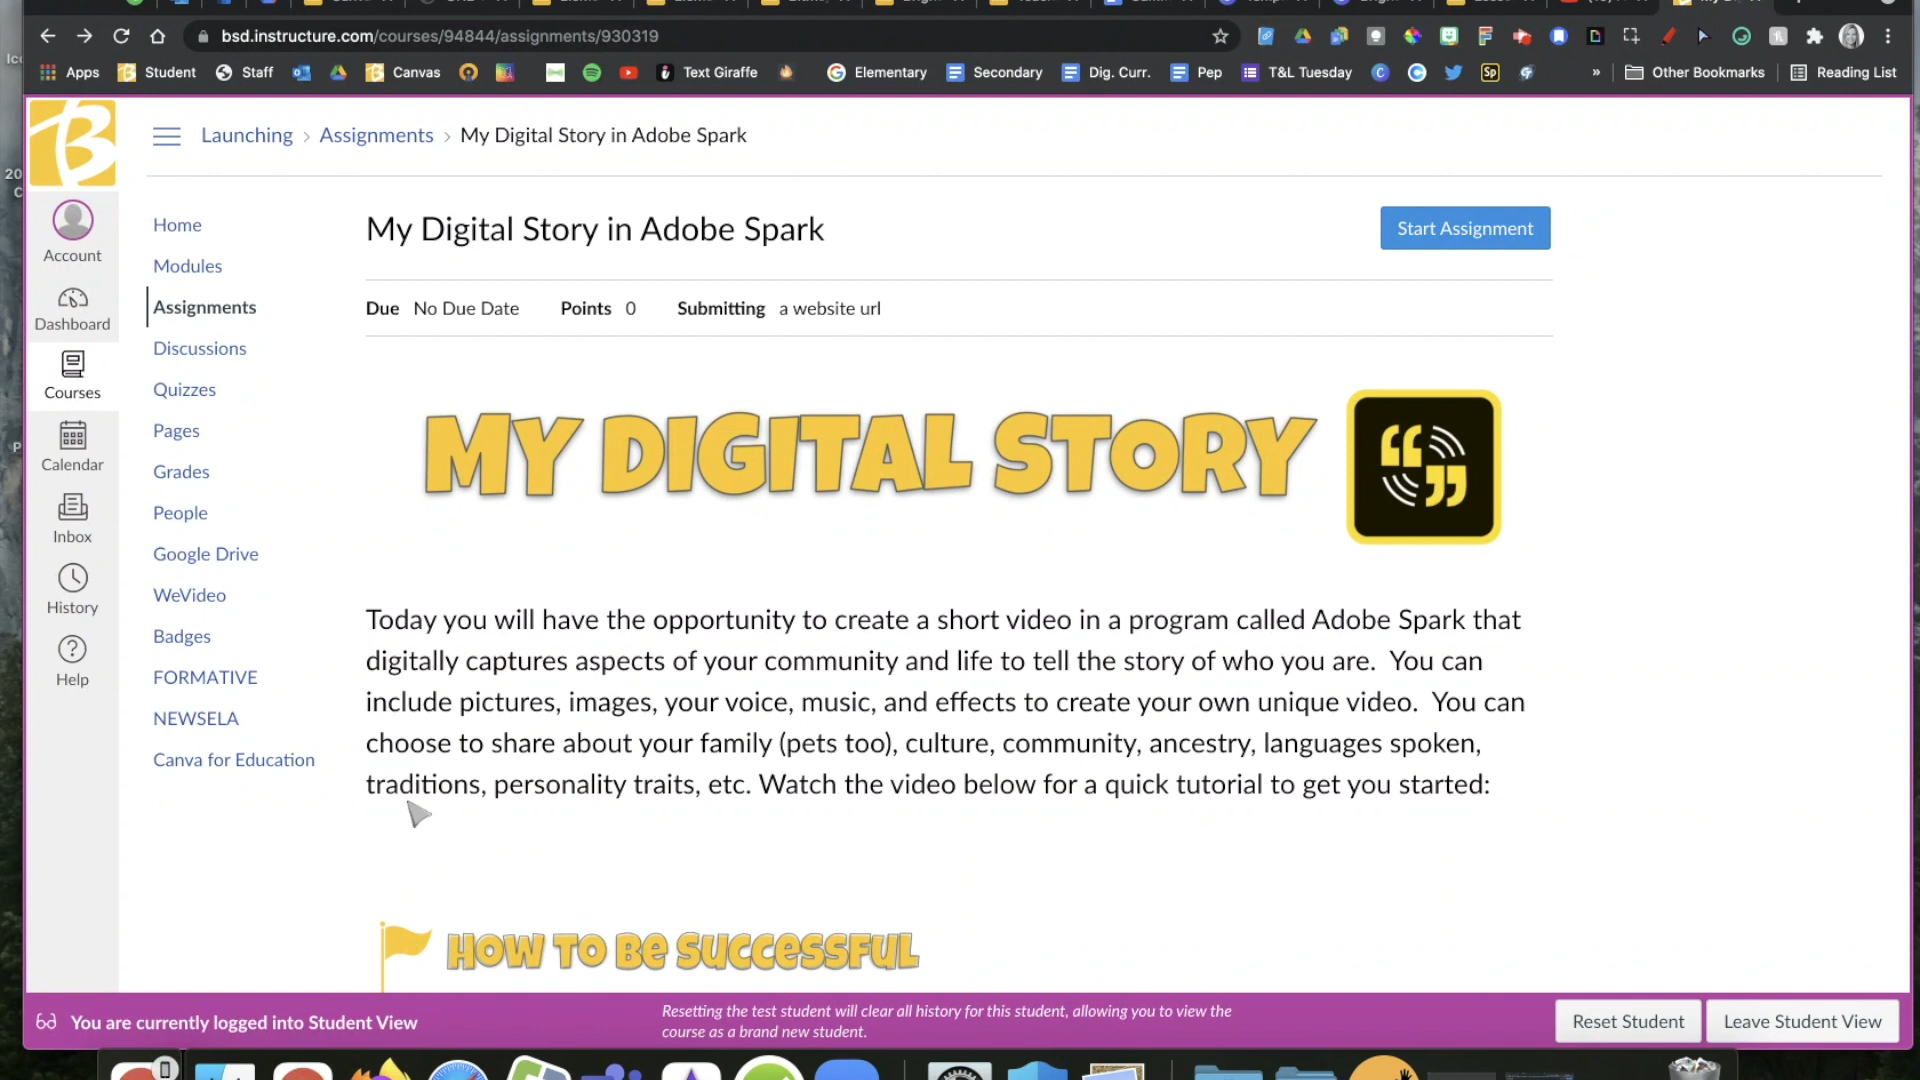 bsd.instructure.com/courses/94844/assignments/930319
Apps Student Staff Canvas Text Giraffe Elementary Secondary Dig. Curr. Pep T&L Tuesday Sp » Other Bookmarks Reading List
B
Launching › Assignments › My Digital Story in Adobe Spark
Account
Dashboard
Courses
Calendar
Inbox
History
Help
Home
Modules
Assignments
Discussions
Quizzes
Pages
Grades
People
Google Drive
WeVideo
Badges
FORMATIVE
NEWSELA
Canva for Education
My Digital Story in Adobe Spark
Start Assignment
Due No Due Date Points 0 Submitting a website url
MY DIGITAL STORY
Today you will have the opportunity to create a short video in a program called Adobe Spark that
digitally captures aspects of your community and life to tell the story of who you are. You can
include pictures, images, your voice, music, and effects to create your own unique video. You can
choose to share about your family (pets too), culture, community, ancestry, languages spoken,
traditions, personality traits, etc. Watch the video below for a quick tutorial to get you started:
HOW TO BE SUCCESSFUL
You are currently logged into Student View
Resetting the test student will clear all history for this student, allowing you to view the
course as a brand new student.
Reset Student
Leave Student View